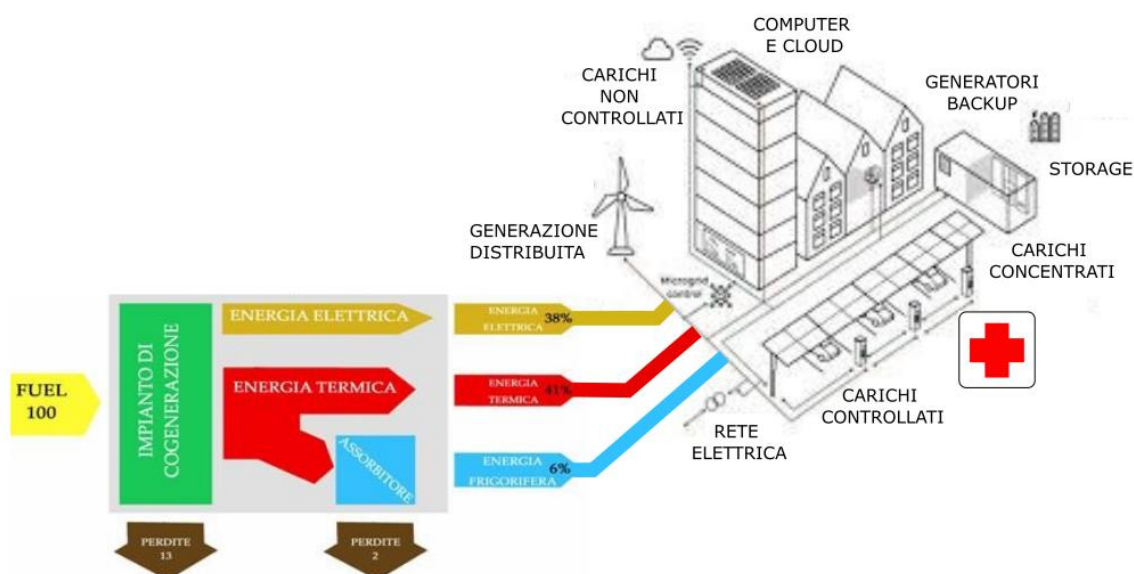 COMPUTER
E CLOUD
CARICHI
NON
CONTROLLATI
GENERATORI
BACKUP
STORAGE
GENERAZIONE
DISTRIBUITA
CARICHI
CONCENTRATI
Microgrid
control
CARICHI
CONTROLLATI
RETE
ELETTRICA
FUEL
100
IMPIANTO DI
COGENERAZIONE
ENERGIA ELETTRICA
ENERGIA
ELETTRICA
38%
ENERGIA TERMICA
ENERGIA
TERMICA
41%
ASSORBITORE
ENERGIA
FRIGORIFERA
6%
PERDITE
13
PERDITE
2